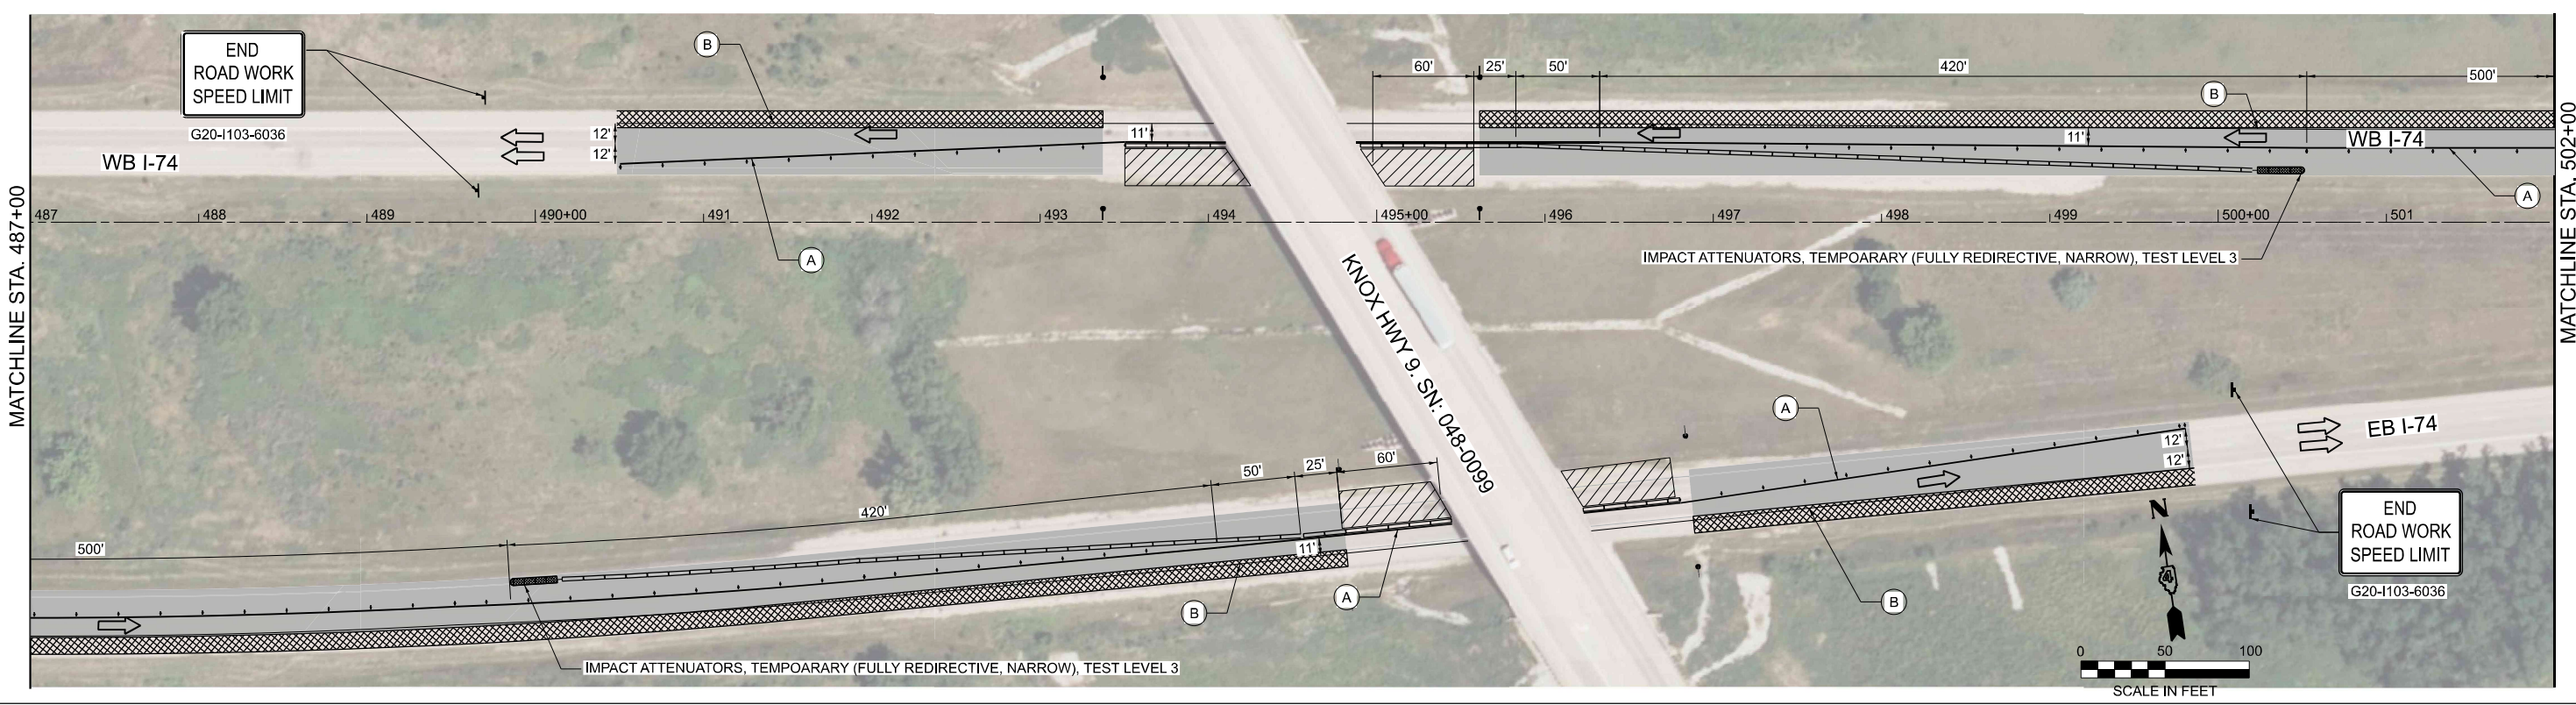 MATCHLINE STA. 487+00
END
ROAD WORK
SPEED LIMIT
G20-I103-6036
WB I-74
B
12'
12'
11'
A
60'
25'
50'
420'
500'
B
11'
WB I-74
A
MATCHLINE STA. 502+00
487
488
489
490+00
491
492
493
494
495+00
496
497
498
499
500+00
501
IMPACT ATTENUATORS, TEMPOARARY (FULLY REDIRECTIVE, NARROW), TEST LEVEL 3
KNOX HWY 9. SN: 048-0099
A
12'
12'
EB I-74
500'
420'
50'
25'
60'
11'
B
A
B
IMPACT ATTENUATORS, TEMPOARARY (FULLY REDIRECTIVE, NARROW), TEST LEVEL 3
END
ROAD WORK
SPEED LIMIT
G20-I103-6036
N
4
0 50 100
SCALE IN FEET